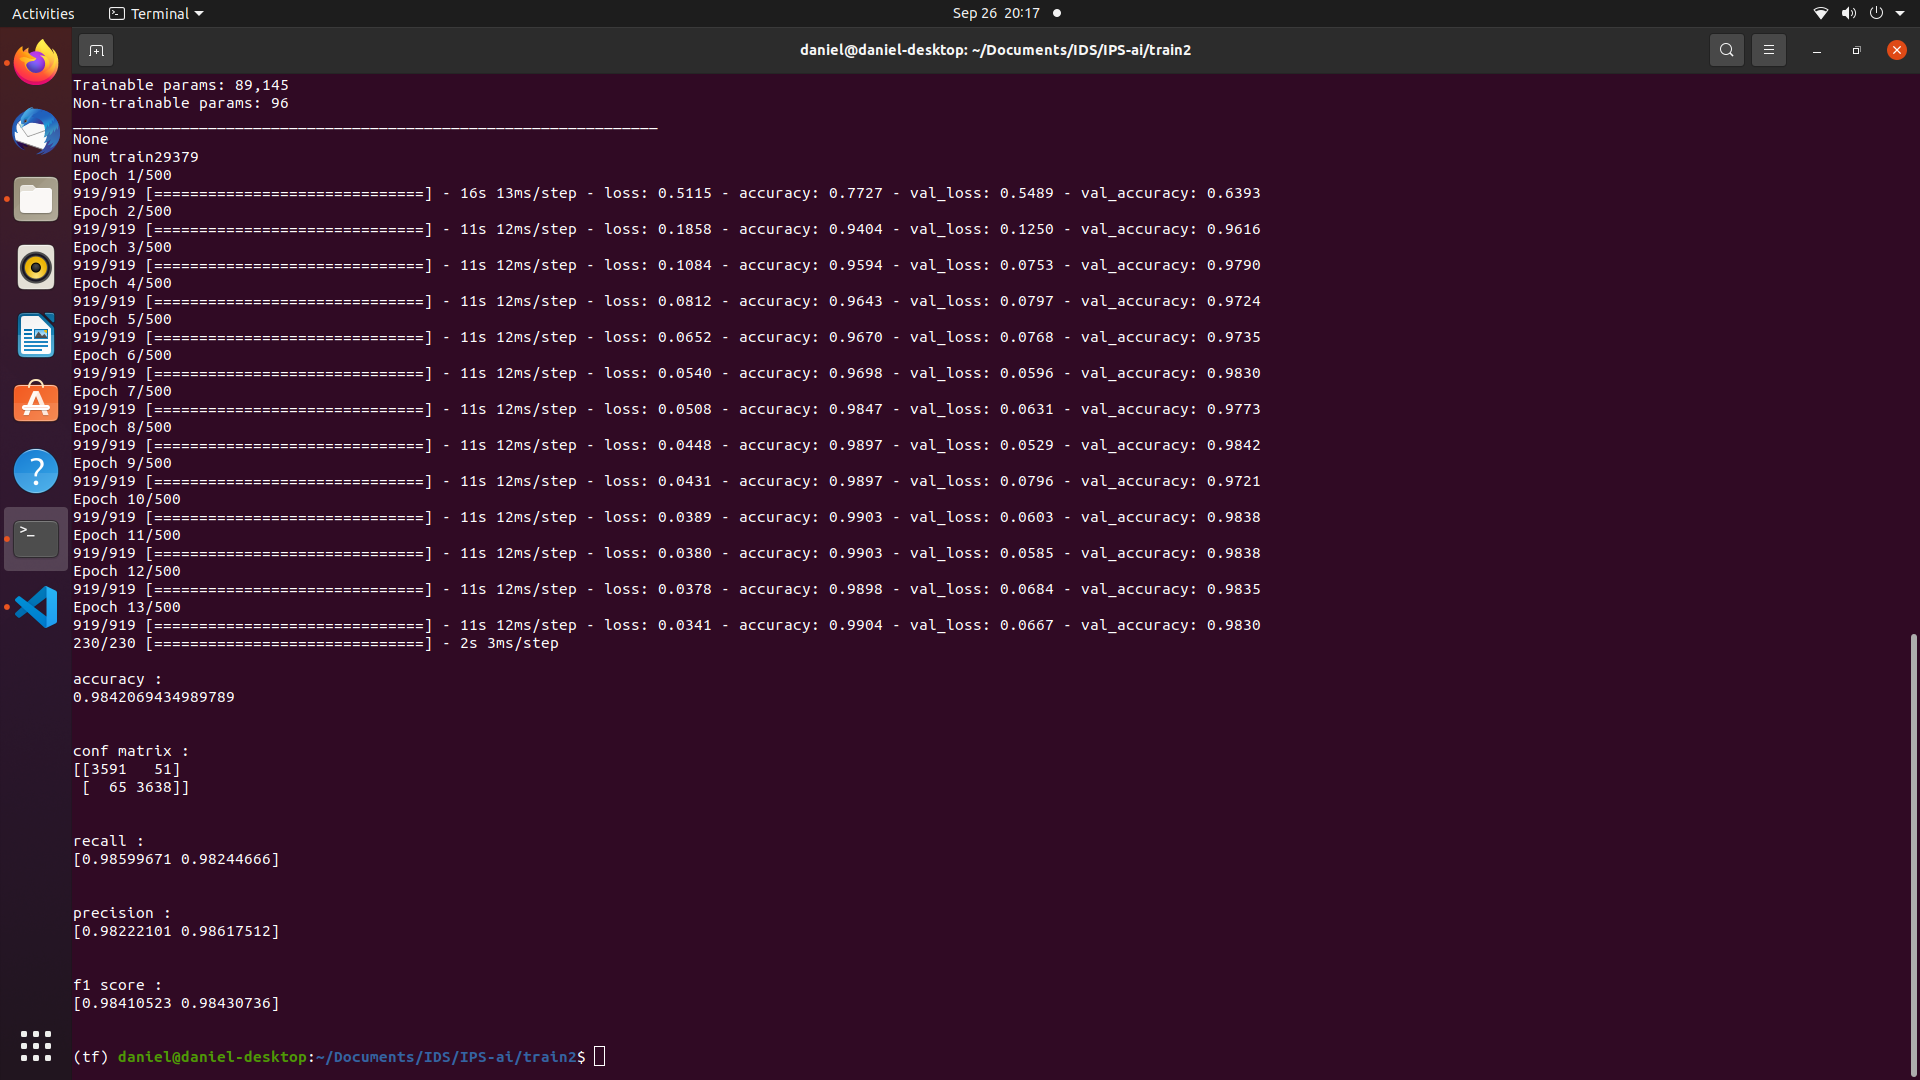 Activities Terminal Sep 26 20:17
daniel@daniel-desktop: ~/Documents/IDS/IPS-ai/train2
Trainable params: 89,145
Non-trainable params: 96
_________________________________________________________________
None
num train29379
Epoch 1/500
919/919 [==============================] - 16s 13ms/step - loss: 0.5115 - accuracy: 0.7727 - val_loss: 0.5489 - val_accuracy: 0.6393
Epoch 2/500
919/919 [==============================] - 11s 12ms/step - loss: 0.1858 - accuracy: 0.9404 - val_loss: 0.1250 - val_accuracy: 0.9616
Epoch 3/500
919/919 [==============================] - 11s 12ms/step - loss: 0.1084 - accuracy: 0.9594 - val_loss: 0.0753 - val_accuracy: 0.9790
Epoch 4/500
919/919 [==============================] - 11s 12ms/step - loss: 0.0812 - accuracy: 0.9643 - val_loss: 0.0797 - val_accuracy: 0.9724
Epoch 5/500
919/919 [==============================] - 11s 12ms/step - loss: 0.0652 - accuracy: 0.9670 - val_loss: 0.0768 - val_accuracy: 0.9735
Epoch 6/500
919/919 [==============================] - 11s 12ms/step - loss: 0.0540 - accuracy: 0.9698 - val_loss: 0.0596 - val_accuracy: 0.9830
Epoch 7/500
919/919 [==============================] - 11s 12ms/step - loss: 0.0508 - accuracy: 0.9847 - val_loss: 0.0631 - val_accuracy: 0.9773
Epoch 8/500
919/919 [==============================] - 11s 12ms/step - loss: 0.0448 - accuracy: 0.9897 - val_loss: 0.0529 - val_accuracy: 0.9842
Epoch 9/500
919/919 [==============================] - 11s 12ms/step - loss: 0.0431 - accuracy: 0.9897 - val_loss: 0.0796 - val_accuracy: 0.9721
Epoch 10/500
919/919 [==============================] - 11s 12ms/step - loss: 0.0389 - accuracy: 0.9903 - val_loss: 0.0603 - val_accuracy: 0.9838
Epoch 11/500
919/919 [==============================] - 11s 12ms/step - loss: 0.0380 - accuracy: 0.9903 - val_loss: 0.0585 - val_accuracy: 0.9838
Epoch 12/500
919/919 [==============================] - 11s 12ms/step - loss: 0.0378 - accuracy: 0.9898 - val_loss: 0.0684 - val_accuracy: 0.9835
Epoch 13/500
919/919 [==============================] - 11s 12ms/step - loss: 0.0341 - accuracy: 0.9904 - val_loss: 0.0667 - val_accuracy: 0.9830
230/230 [==============================] - 2s 3ms/step
accuracy :
0.9842069434989789
conf matrix :
[[3591   51]
 [  65 3638]]
recall :
[0.98599671 0.98244666]
precision :
[0.98222101 0.98617512]
f1 score :
[0.98410523 0.98430736]
(tf) daniel@daniel-desktop:~/Documents/IDS/IPS-ai/train2$